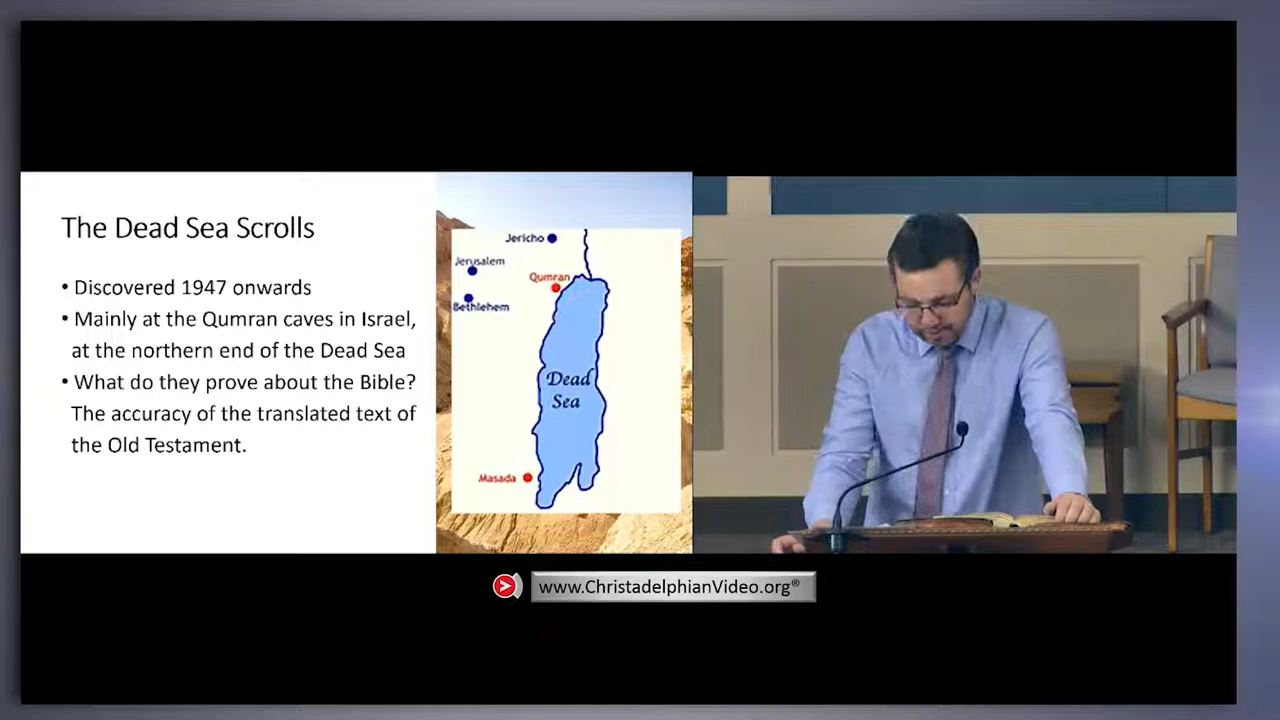 The Dead Sea Scrolls
• Discovered 1947 onwards
• Mainly at the Qumran caves in Israel,
at the northern end of the Dead Sea
• What do they prove about the Bible?
The accuracy of the translated text of
the Old Testament.
Jericho
Jerusalem
Qumran
Bethlehem
Dead
Sea
Masada
www.ChristadelphianVideo.org®